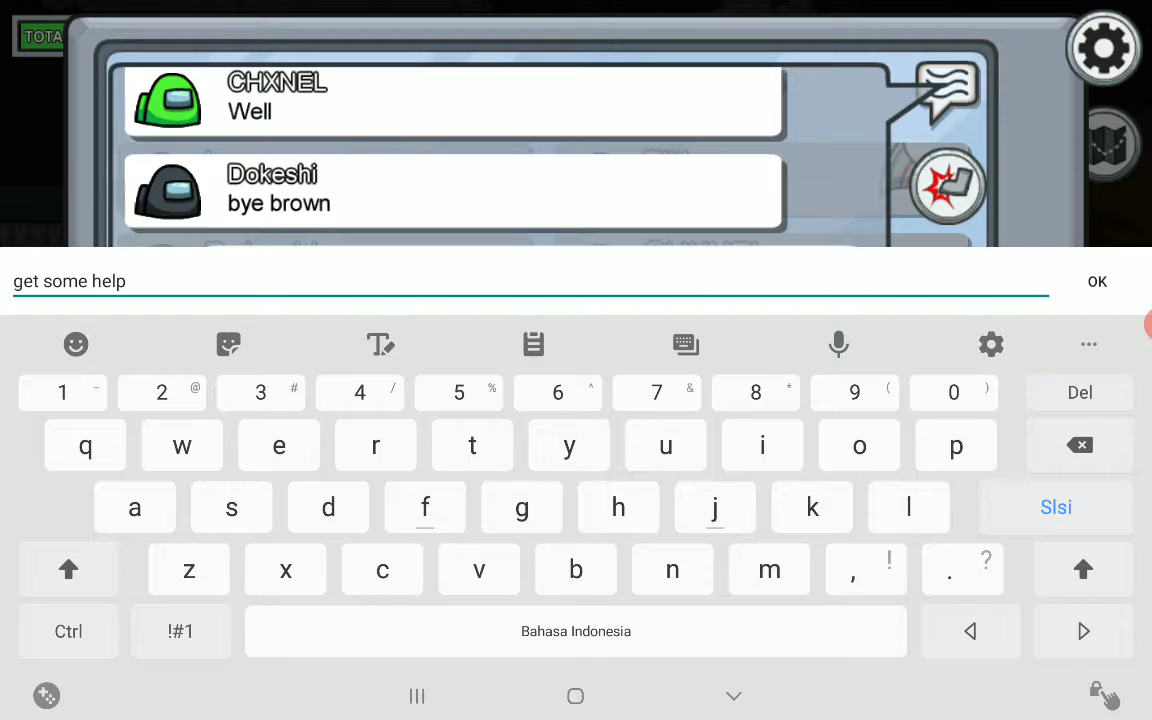 TOTA
CHXNEL
Well
Dokeshi
bye brown
get some help
OK
1 - 2 @ 3 # 4 / 5 % 6 ^ 7 & 8 * 9 ( 0 ) Del
q w e r t y u i o p
a s d f g h j k l SIsi
z x c v b n m , ! . ?
Ctrl !#1 Bahasa Indonesia